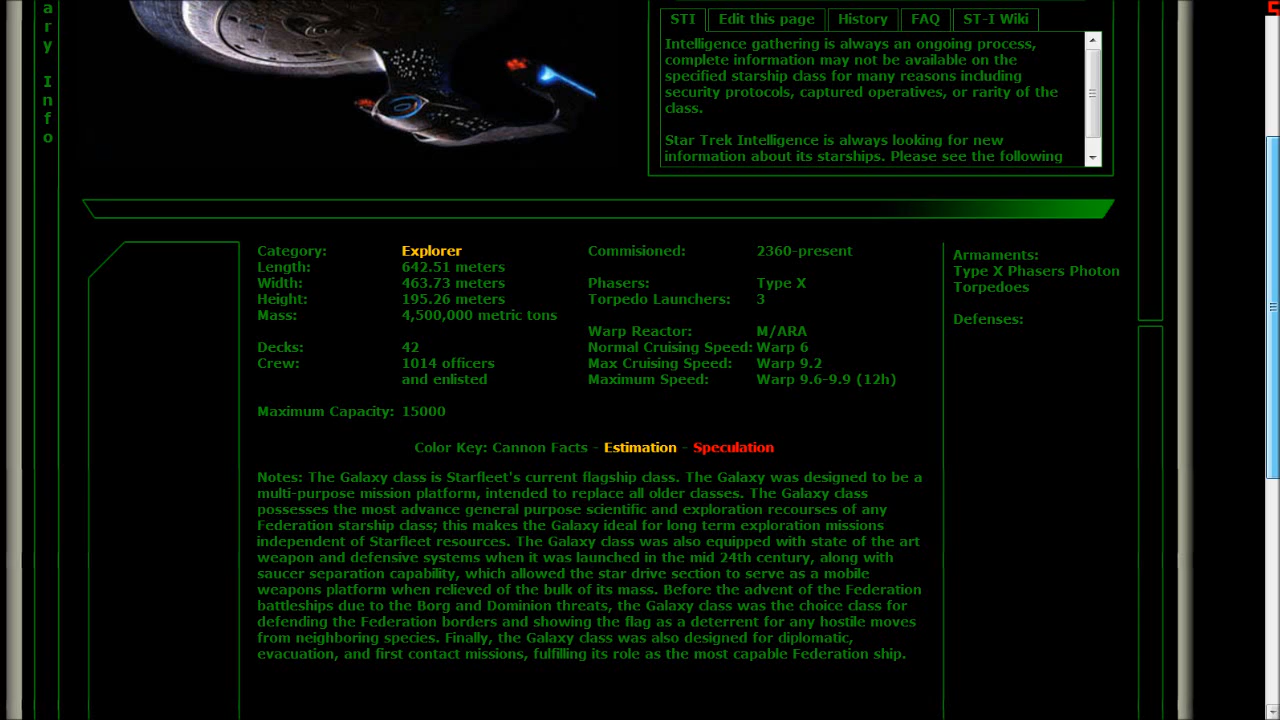 ary Info
STI
Edit this page
History
FAQ
ST-I Wiki
Intelligence gathering is always an ongoing process,
complete information may not be available on the
specified starship class for many reasons including
security protocols, captured operatives, or rarity of the
class.
Star Trek Intelligence is always looking for new
information about its starships. Please see the following
Category: Explorer
Length: 642.51 meters
Width: 463.73 meters
Height: 195.26 meters
Mass: 4,500,000 metric tons
Decks: 42
Crew: 1014 officers
and enlisted
Maximum Capacity: 15000
Commisioned: 2360-present
Phasers: Type X
Torpedo Launchers: 3
Warp Reactor: M/ARA
Normal Cruising Speed: Warp 6
Max Cruising Speed: Warp 9.2
Maximum Speed: Warp 9.6-9.9 (12h)
Armaments:
Type X Phasers Photon
Torpedoes
Defenses:
Color Key: Cannon Facts - Estimation - Speculation
Notes: The Galaxy class is Starfleet's current flagship class. The Galaxy was designed to be a
multi-purpose mission platform, intended to replace all older classes. The Galaxy class
possesses the most advance general purpose scientific and exploration recourses of any
Federation starship class; this makes the Galaxy ideal for long term exploration missions
independent of Starfleet resources. The Galaxy class was also equipped with state of the art
weapon and defensive systems when it was launched in the mid 24th century, along with
saucer separation capability, which allowed the star drive section to serve as a mobile
weapons platform when relieved of the bulk of its mass. Before the advent of the Federation
battleships due to the Borg and Dominion threats, the Galaxy class was the choice class for
defending the Federation borders and showing the flag as a deterrent for any hostile moves
from neighboring species. Finally, the Galaxy class was also designed for diplomatic,
evacuation, and first contact missions, fulfilling its role as the most capable Federation ship.